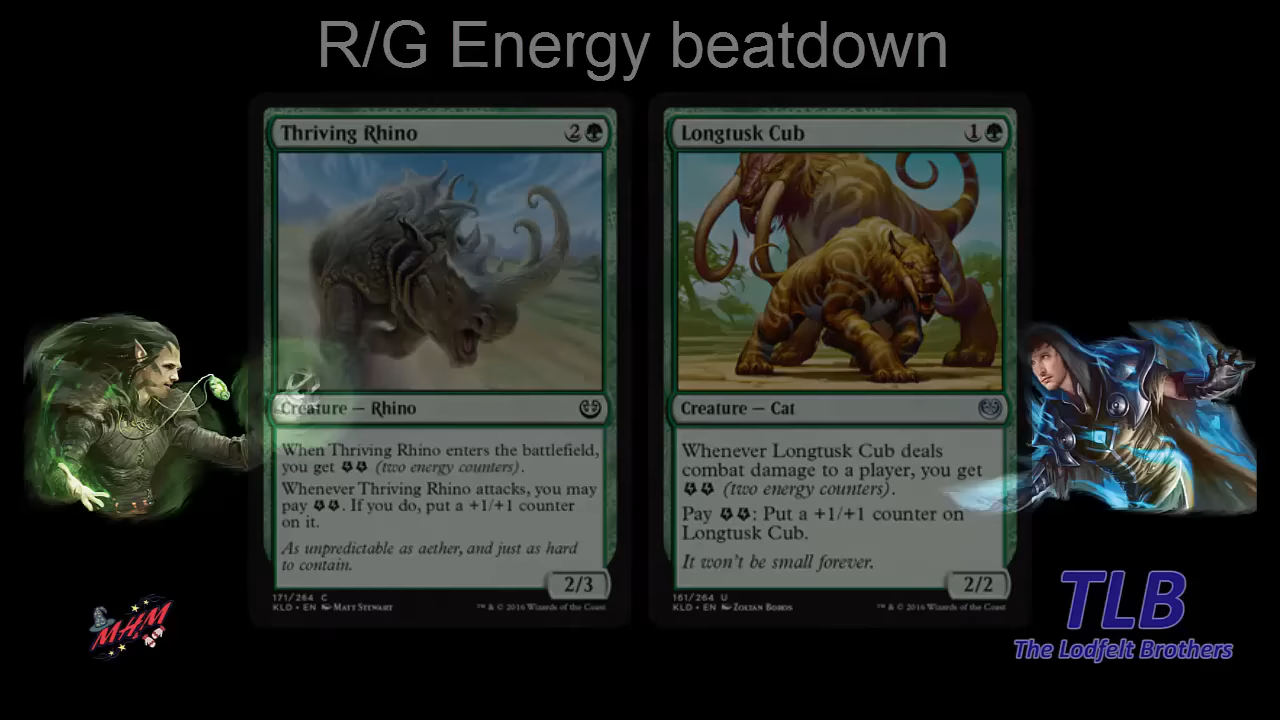 R/G Energy beatdown
Thriving Rhino 2
Creature — Rhino
When Thriving Rhino enters the battlefield,
you get (two energy counters).
Whenever Thriving Rhino attacks, you may
pay . If you do, put a +1/+1 counter
on it.
As unpredictable as aether, and just as hard
to contain.
2/3
171/264 C
KLD • EN Matt Stewart
™ & © 2016 Wizards of the Coast
Longtusk Cub 1
Creature — Cat
Whenever Longtusk Cub deals
combat damage to a player, you get
(two energy counters).
Pay : Put a +1/+1 counter on
Longtusk Cub.
It won't be small forever.
2/2
161/264 U
KLD • EN Zoltan Boros
™ & © 2016 Wizards of the Coast
MHM
TLB
The Lodfelt Brothers